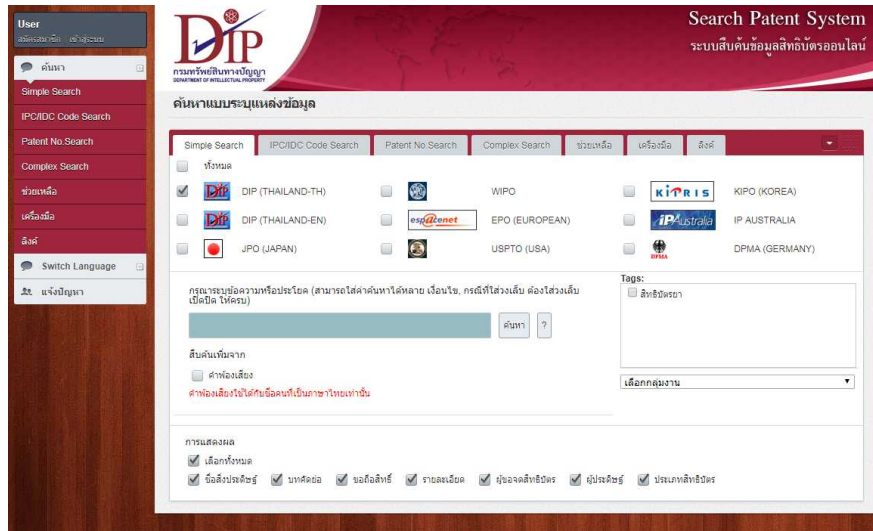 User
สมัครสมาชิก เข้าสู่ระบบ
ค้นหา
Simple Search
IPC/IDC Code Search
Patent No.Search
Complex Search
ช่วยเหลือ
เครื่องมือ
ลิงค์
Switch Language
แจ้งปัญหา
DIP
กรมทรัพย์สินทางปัญญา
DEPARTMENT OF INTELLECTUAL PROPERTY
Search Patent System
ระบบสืบค้นข้อมูลสิทธิบัตรออนไลน์
ค้นหาแบบระบุแหล่งข้อมูล
Simple Search IPC/IDC Code Search Patent No.Search Complex Search ช่วยเหลือ เครื่องมือ ลิงค์
ทั้งหมด
DIP DIP (THAILAND-TH) WIPO KIPRIS KIPO (KOREA)
DIP DIP (THAILAND-EN) esp@cenet EPO (EUROPEAN) IP Australia IP AUSTRALIA
JPO (JAPAN) USPTO (USA) DPMA DPMA (GERMANY)
กรุณาระบุข้อความหรือประโยค (สามารถใส่คำค้นหาได้หลาย เงื่อนไข, กรณีที่ใส่วงเล็บ ต้องใส่วงเล็บ
เปิดปิด ให้ครบ)
ค้นหา ?
Tags:
สิทธิบัตรยา
สืบค้นเพิ่มจาก
คำพ้องเสียง
คำพ้องเสียงใช้ได้กับชื่อคนที่เป็นภาษาไทยเท่านั้น
เลือกกลุ่มงาน
การแสดงผล
เลือกทั้งหมด
ชื่อสิ่งประดิษฐ์ บทคัดย่อ ขอถือสิทธิ์ รายละเอียด ผู้ขอจดสิทธิบัตร ผู้ประดิษฐ์ ประเภทสิทธิบัตร